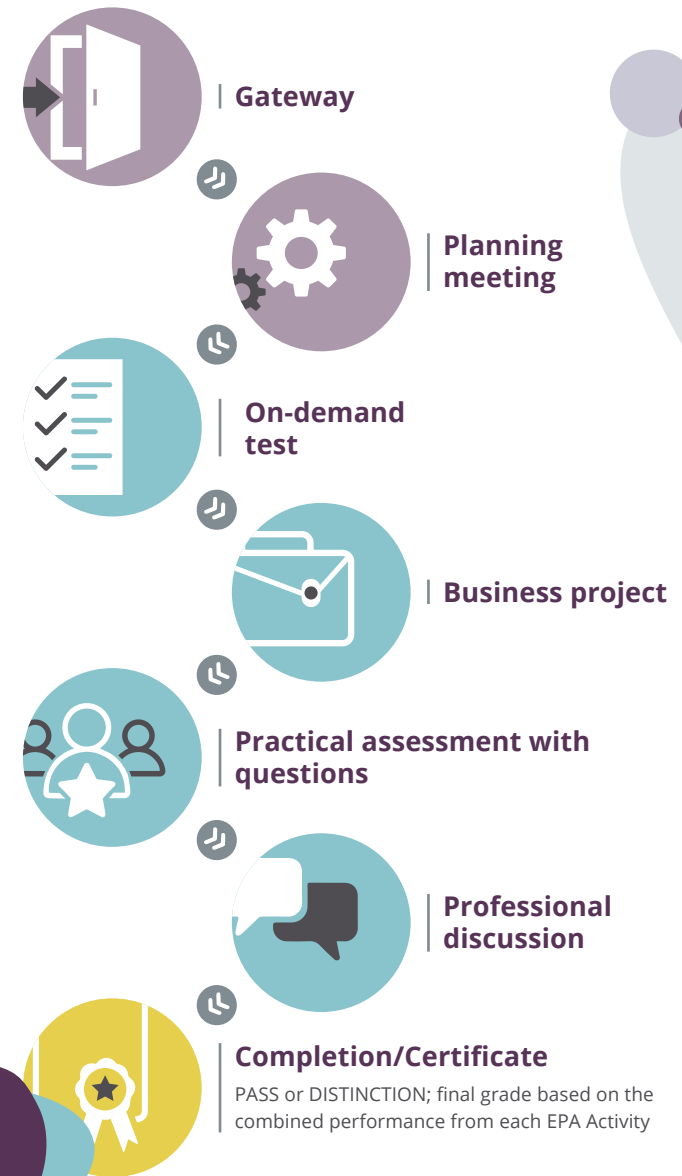 Gateway
Planning
meeting
On-demand
test
Business project
Practical assessment with
questions
Professional
discussion
Completion/Certificate
PASS or DISTINCTION; final grade based on the
combined performance from each EPA Activity